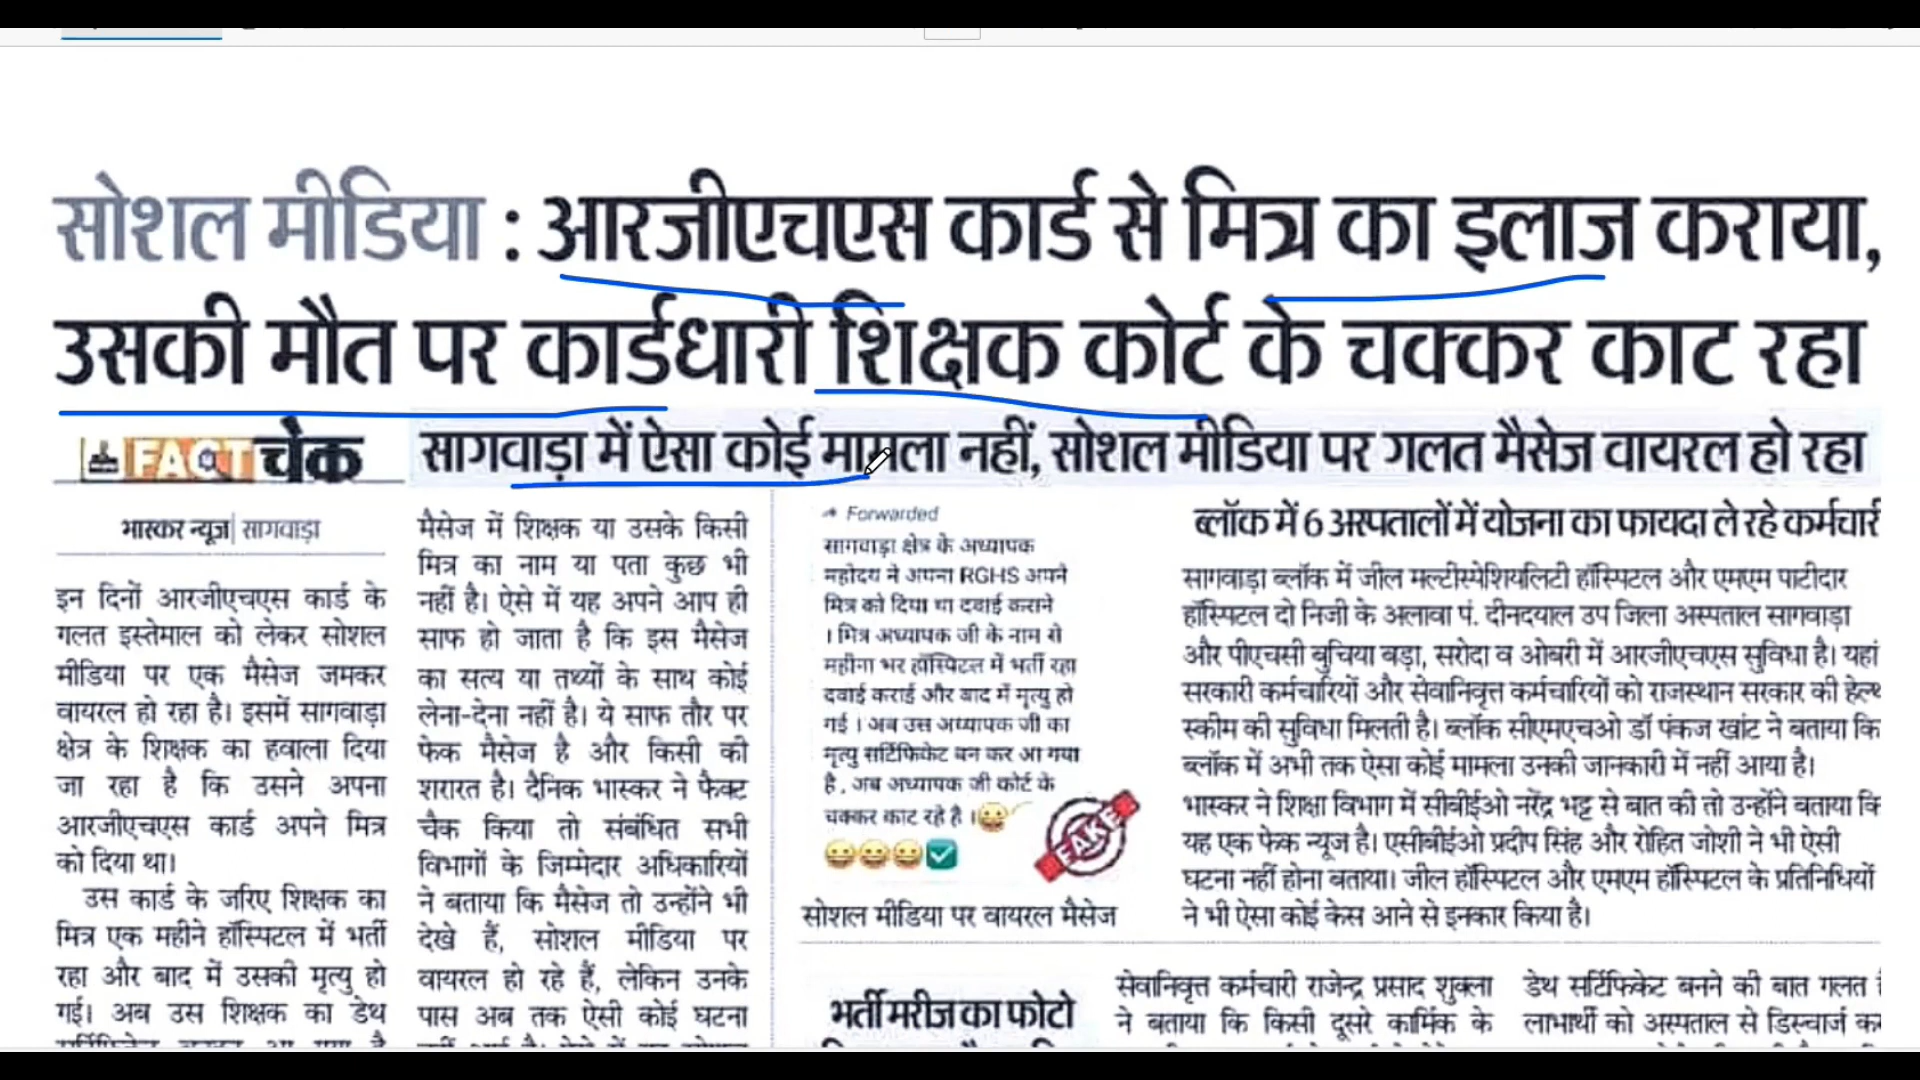 सोशल मीडिया : आरजीएचएस कार्ड से मित्र का इलाज कराया,
उसकी मौत पर कार्डधारी शिक्षक कोर्ट के चक्कर काट रहा
FACT चेक
सागवाड़ा में ऐसा कोई मामला नहीं, सोशल मीडिया पर गलत मैसेज वायरल हो रहा
भास्कर न्यूज| सागवाड़ा
इन दिनों आरजीएचएस कार्ड के
गलत इस्तेमाल को लेकर सोशल
मीडिया पर एक मैसेज जमकर
वायरल हो रहा है। इसमें सागवाड़ा
क्षेत्र के शिक्षक का हवाला दिया
जा रहा है कि उसने अपना
आरजीएचएस कार्ड अपने मित्र
को दिया था।
उस कार्ड के जरिए शिक्षक का
मित्र एक महीने हॉस्पिटल में भर्ती
रहा और बाद में उसकी मृत्यु हो
गई। अब उस शिक्षक का डेथ
मैसेज में शिक्षक या उसके किसी
मित्र का नाम या पता कुछ भी
नहीं है। ऐसे में यह अपने आप ही
साफ हो जाता है कि इस मैसेज
का सत्य या तथ्यों के साथ कोई
लेना-देना नहीं है। ये साफ तौर पर
फेक मैसेज है और किसी की
शरारत है। दैनिक भास्कर ने फैक्ट
चैक किया तो संबंधित सभी
विभागों के जिम्मेदार अधिकारियों
ने बताया कि मैसेज तो उन्होंने भी
देखे हैं, सोशल मीडिया पर
वायरल हो रहे हैं, लेकिन उनके
पास अब तक ऐसी कोई घटना
Forwarded
सागवाड़ा क्षेत्र के अध्यापक
महोदय ने अपना RGHS अपने
मित्र को दिया था दवाई कराने
। मित्र अध्यापक जी के नाम से
महीना भर हॉस्पिटल में भर्ती रहा
दवाई कराई और बाद में मृत्यु हो
गई । अब उस अध्यापक जी का
मृत्यु सर्टिफिकेट बन कर आ गया
है , अब अध्यापक जी कोर्ट के
चक्कर काट रहे है ।😀
😀😀😀✅
FAKE
सोशल मीडिया पर वायरल मैसेज
ब्लॉक में 6 अस्पतालों में योजना का फायदा ले रहे कर्मचारी
सागवाड़ा ब्लॉक में जील मल्टीस्पेशियलिटी हॉस्पिटल और एमएम पाटीदार
हॉस्पिटल दो निजी के अलावा पं. दीनदयाल उप जिला अस्पताल सागवाड़ा
और पीएचसी बुचिया बड़ा, सरोदा व ओबरी में आरजीएचएस सुविधा है। यहां
सरकारी कर्मचारियों और सेवानिवृत्त कर्मचारियों को राजस्थान सरकार की हेल्थ
स्कीम की सुविधा मिलती है। ब्लॉक सीएमएचओ डॉ पंकज खांट ने बताया कि
ब्लॉक में अभी तक ऐसा कोई मामला उनकी जानकारी में नहीं आया है।
भास्कर ने शिक्षा विभाग में सीबीईओ नरेंद्र भट्ट से बात की तो उन्होंने बताया कि
यह एक फेक न्यूज है। एसीबीईओ प्रदीप सिंह और रोहित जोशी ने भी ऐसी
घटना नहीं होना बताया। जील हॉस्पिटल और एमएम हॉस्पिटल के प्रतिनिधियों
ने भी ऐसा कोई केस आने से इनकार किया है।
भर्ती मरीज का फोटो
सेवानिवृत्त कर्मचारी राजेन्द्र प्रसाद शुक्ला
ने बताया कि किसी दूसरे कार्मिक के
डेथ सर्टिफिकेट बनने की बात गलत
लाभार्थी को अस्पताल से डिस्चार्ज